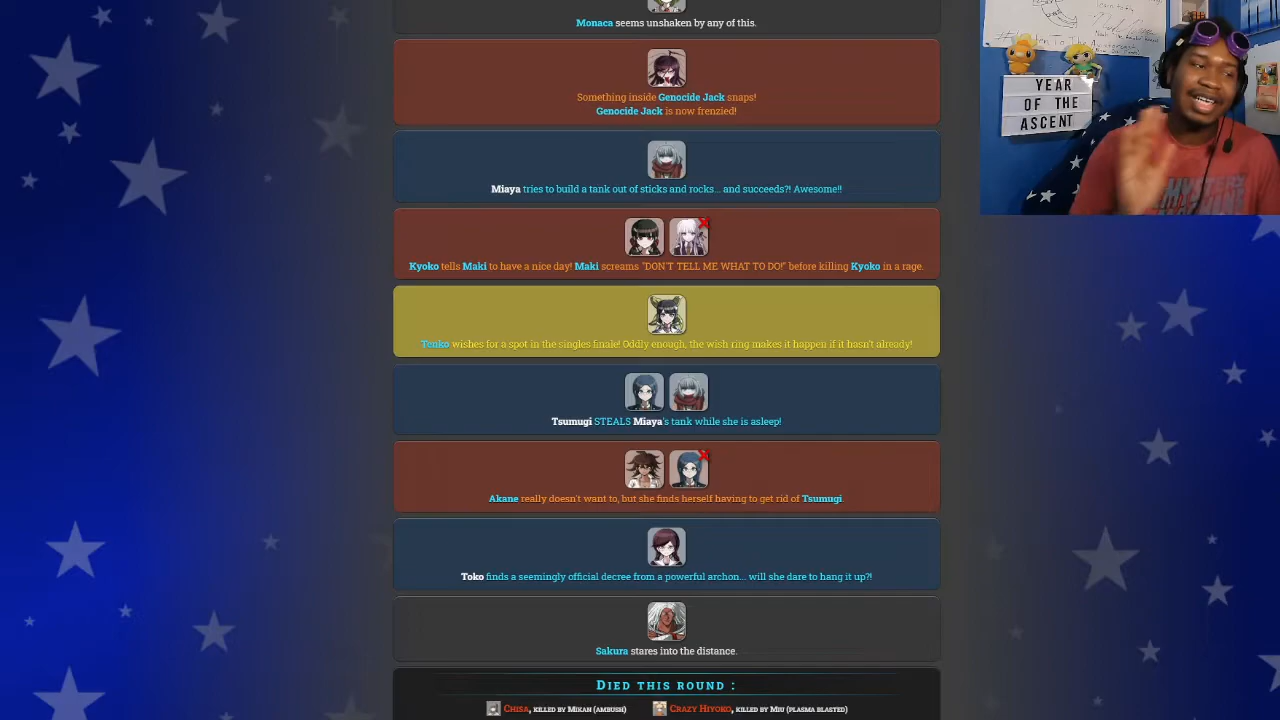 Monaca seems unshaken by any of this.
Something inside Genocide Jack snaps!
Genocide Jack is now frenzied!
Miaya tries to build a tank out of sticks and rocks... and succeeds?! Awesome!!
Kyoko tells Maki to have a nice day! Maki screams "DON'T TELL ME WHAT TO DO!" before killing Kyoko in a rage.
Tenko wishes for a spot in the singles finale! Oddly enough, the wish ring makes it happen if it hasn't already!
Tsumugi STEALS Miaya's tank while she is asleep!
Akane really doesn't want to, but she finds herself having to get rid of Tsumugi.
Toko finds a seemingly official decree from a powerful archon... will she dare to hang it up?!
Sakura stares into the distance.
DIED THIS ROUND :
CHISA, KILLED BY MIKAN (AMBUSH)
CRAZY HIYOKO, KILLED BY MIU (PLASMA BLASTED)
YEAR
OF THE
ASCENT
MYSTERY